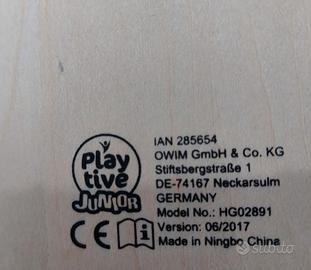 Play
tive
JUNIOR
CE
i
IAN 285654
OWIM GmbH & Co. KG
Stiftsbergstraße 1
DE-74167 Neckarsulm
GERMANY
Model No.: HG02891
Version: 06/2017
Made in Ningbo China
subito